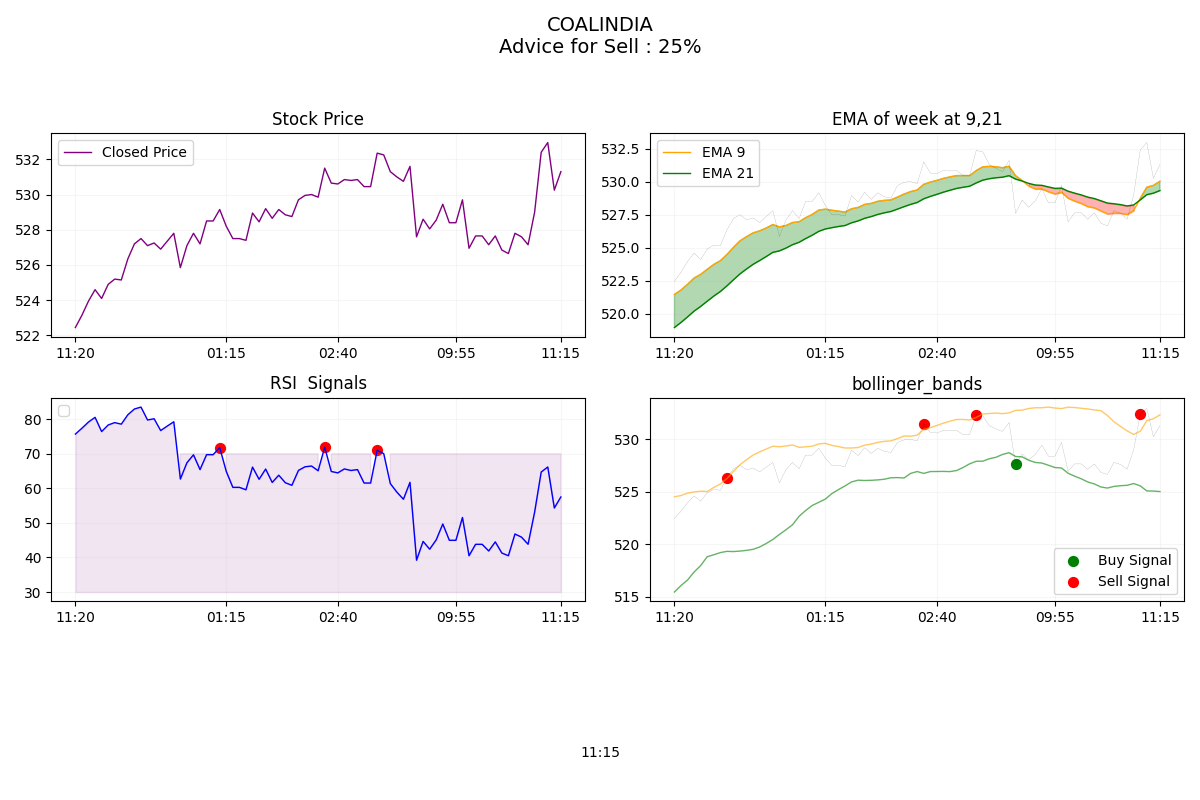 COALINDIA
Advice for Sell : 25%
Stock Price
Closed Price
532
530
528
526
524
522
11:20 01:15 02:40 09:55 11:15
EMA of week at 9,21
EMA 9
EMA 21
532.5
530.0
527.5
525.0
522.5
520.0
11:20 01:15 02:40 09:55 11:15
RSI  Signals
80
70
60
50
40
30
11:20 01:15 02:40 09:55 11:15
bollinger_bands
530
525
520
515
Buy Signal
Sell Signal
11:20 01:15 02:40 09:55 11:15
11:15